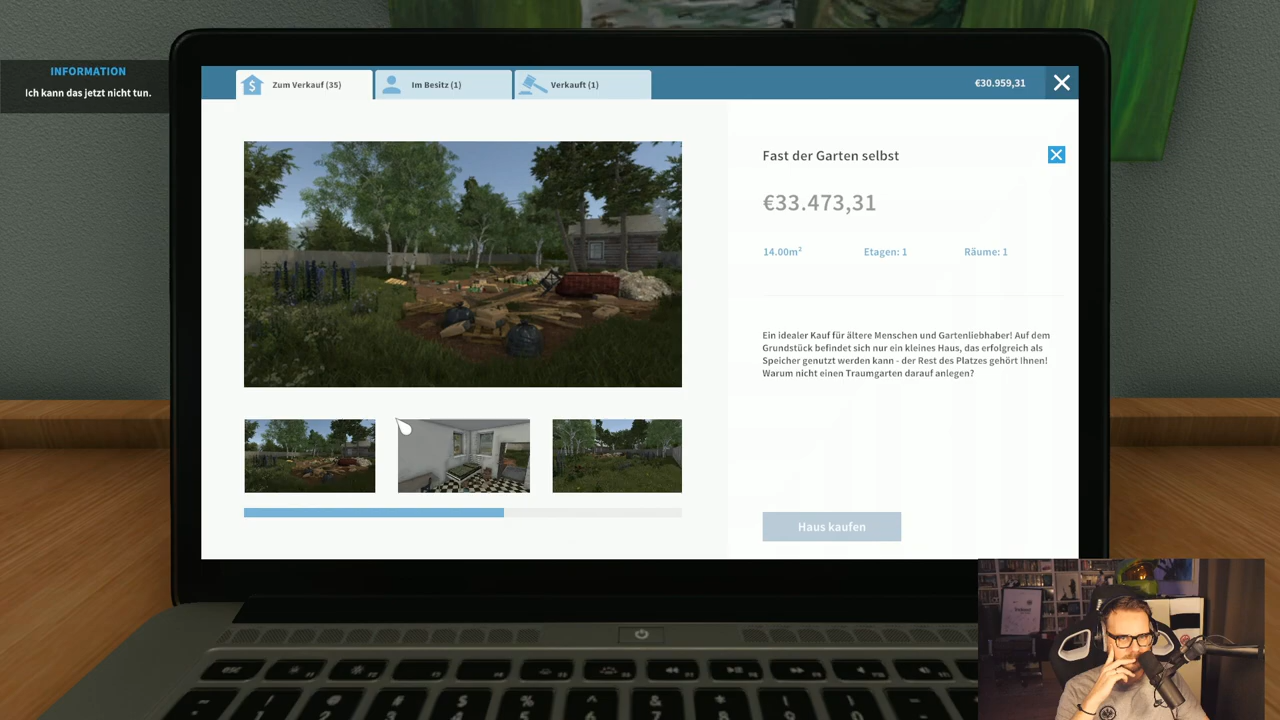 INFORMATION
Ich kann das jetzt nicht tun.
Zum Verkauf (35)
Im Besitz (1)
Verkauft (1)
€30.959,31
Fast der Garten selbst
€33.473,31
14.00m²
Etagen: 1
Räume: 1
Ein idealer Kauf für ältere Menschen und Gartenliebhaber! Auf dem
Grundstück befindet sich nur ein kleines Haus, das erfolgreich als
Speicher genutzt werden kann - der Rest des Platzes gehört Ihnen!
Warum nicht einen Traumgarten darauf anlegen?
Haus kaufen
esc